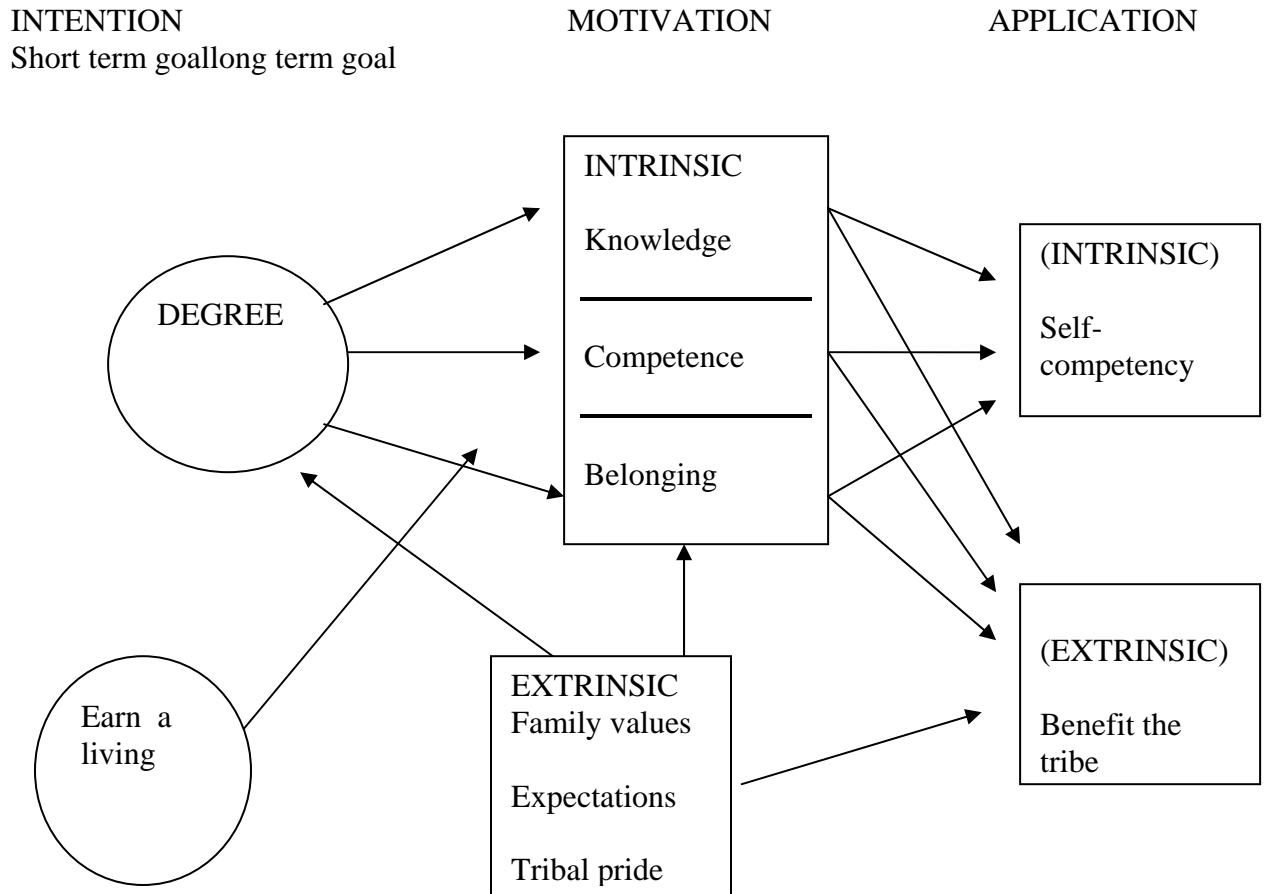 INTENTION
MOTIVATION
APPLICATION
Short term goallong term goal
DEGREE
Earn a
living
INTRINSIC
Knowledge
Competence
Belonging
EXTRINSIC
Family values
Expectations
Tribal pride
(INTRINSIC)
Self-
competency
(EXTRINSIC)
Benefit the
tribe